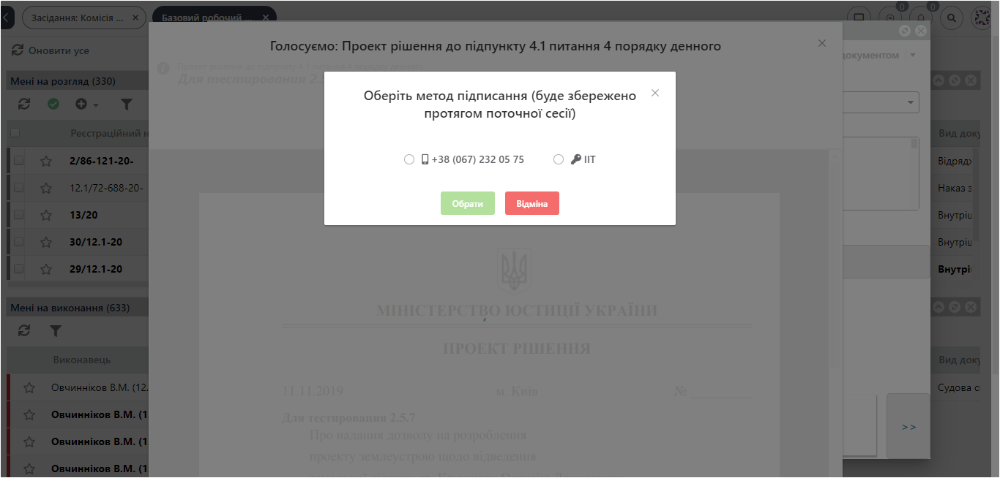 Засідання: Комісія ...
Базовий робочий ...
0
0
Оновити усе
Голосуємо: Проект рішення до підпункту 4.1 питання 4 порядку денного
документом
Проект рішення до підпункту 4.1 питання 4 порядку денного
Для тестирования 2.5
Мені на розгляд (330)
Оберіть метод підписання (буде збережено
протягом поточної сесії)
+38 (067) 232 05 75
ІІТ
Обрати
Відміна
Реєстраційний н
Вид доку
2/86-121-20-
Відрядж
12.1/72-688-20-
Наказ з
13/20
Внутріш
30/12.1-20
Внутріш
29/12.1-20
Внутрі
МІНІСТЕРСТВО ЮСТИЦІЇ УКРАЇНИ
Мені на виконання (633)
ПРОЕКТ РІШЕННЯ
Виконавець
Вид доку
11.11.2019
м. Київ
№
Овчинніков В.М. (12.
Судова с
Овчинніков В.М. (1
Для тестирования 2.5.7
Про надання дозволу на розроблення
>>
Овчинніков В.М. (1
проекту землеустрою щодо відведення
Овчинніков В.М. (1